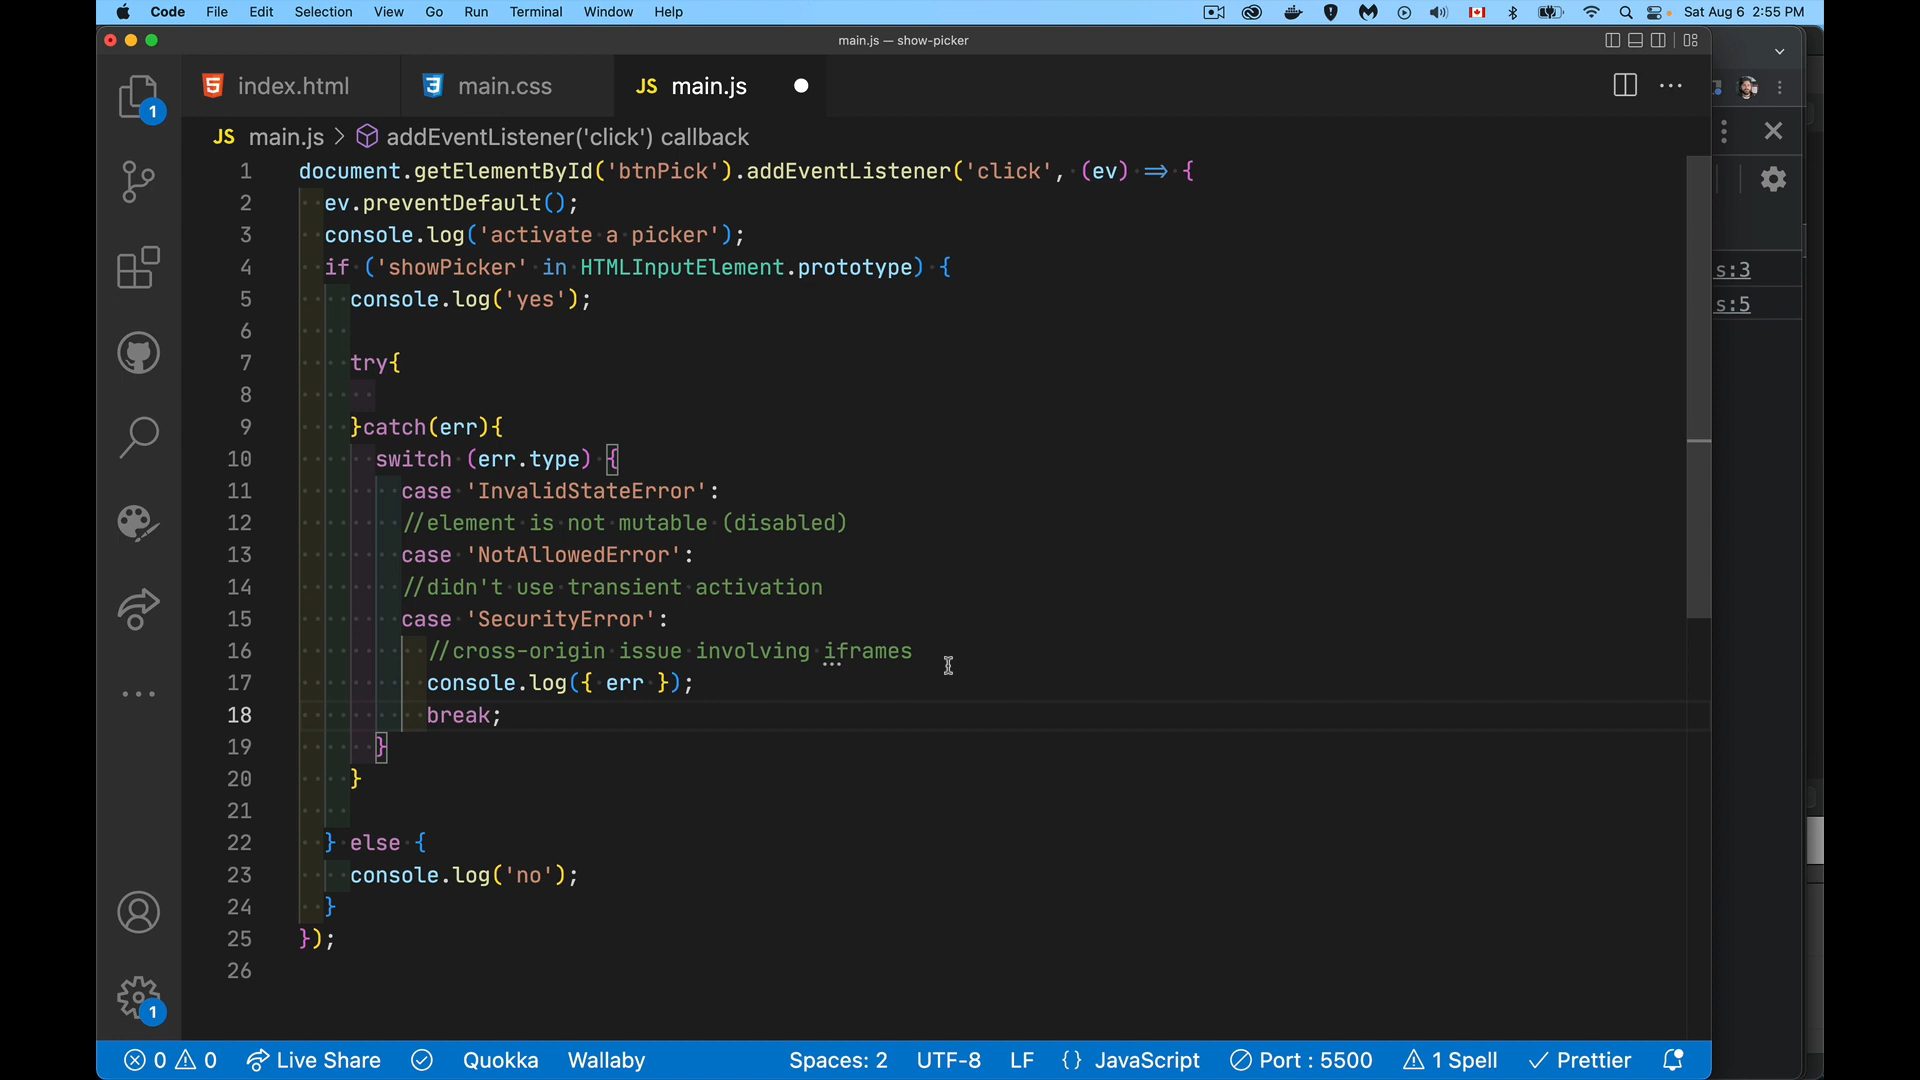 Code File Edit Selection View Go Run Terminal Window Help Sat Aug 6 2:55 PM
main.js — show-picker
index.html main.css JS main.js
JS main.js > addEventListener('click') callback
1 document.getElementById('btnPick').addEventListener('click', (ev) => {
2 ev.preventDefault();
3 console.log('activate a picker');
4 if ('showPicker' in HTMLInputElement.prototype) {
5 console.log('yes');
6
7 try{
8
9 }catch(err){
10 switch (err.type) {
11 case 'InvalidStateError':
12 //element is not mutable (disabled)
13 case 'NotAllowedError':
14 //didn't use transient activation
15 case 'SecurityError':
16 //cross-origin issue involving iframes
17 console.log({ err });
18 break;
19 }
20 }
21
22 } else {
23 console.log('no');
24 }
25 });
26
s:3
s:5
1
1
0 0 Live Share Quokka Wallaby Spaces: 2 UTF-8 LF {} JavaScript Port : 5500 1 Spell Prettier